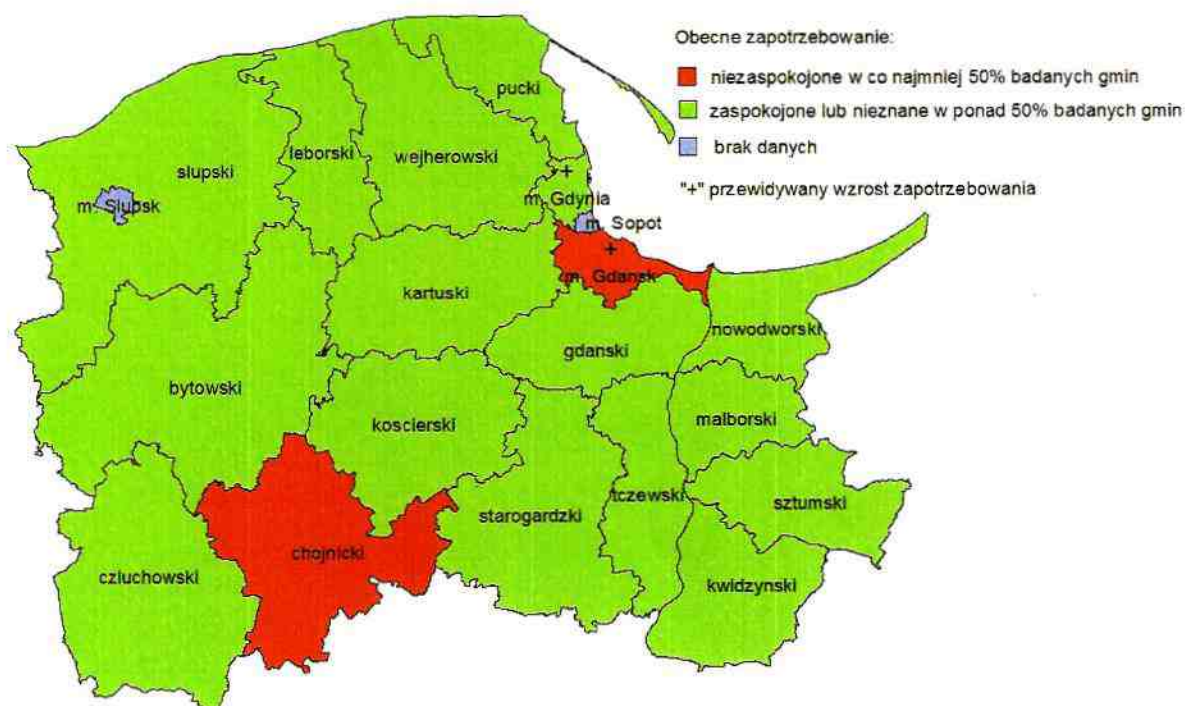 Obecne zapotrzebowanie:
niezaspokojone w co najmniej 50% badanych gmin
zaspokojone lub nieznane w ponad 50% badanych gmin
brak danych
"+" przewidywany wzrost zapotrzebowania
pucki
slupski
leborski
wejherowski
m. Slupsk
+
m. Gdynia
m. Sopot
+
m. Gdansk
kartuski
nowodworski
gdanski
bytowski
koscierski
malborski
tczewski
sztumski
starogardzki
chojnicki
czluchowski
kwidzynski